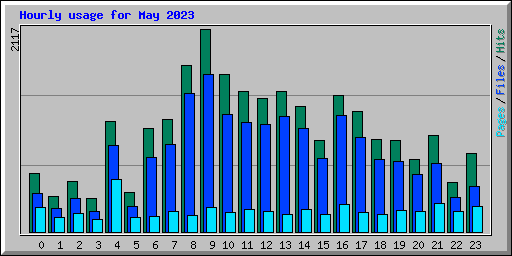 Hourly usage for May 2023
2117
Pages / Files / Hits
0 1 2 3 4 5 6 7 8 9 10 11 12 13 14 15 16 17 18 19 20 21 22 23